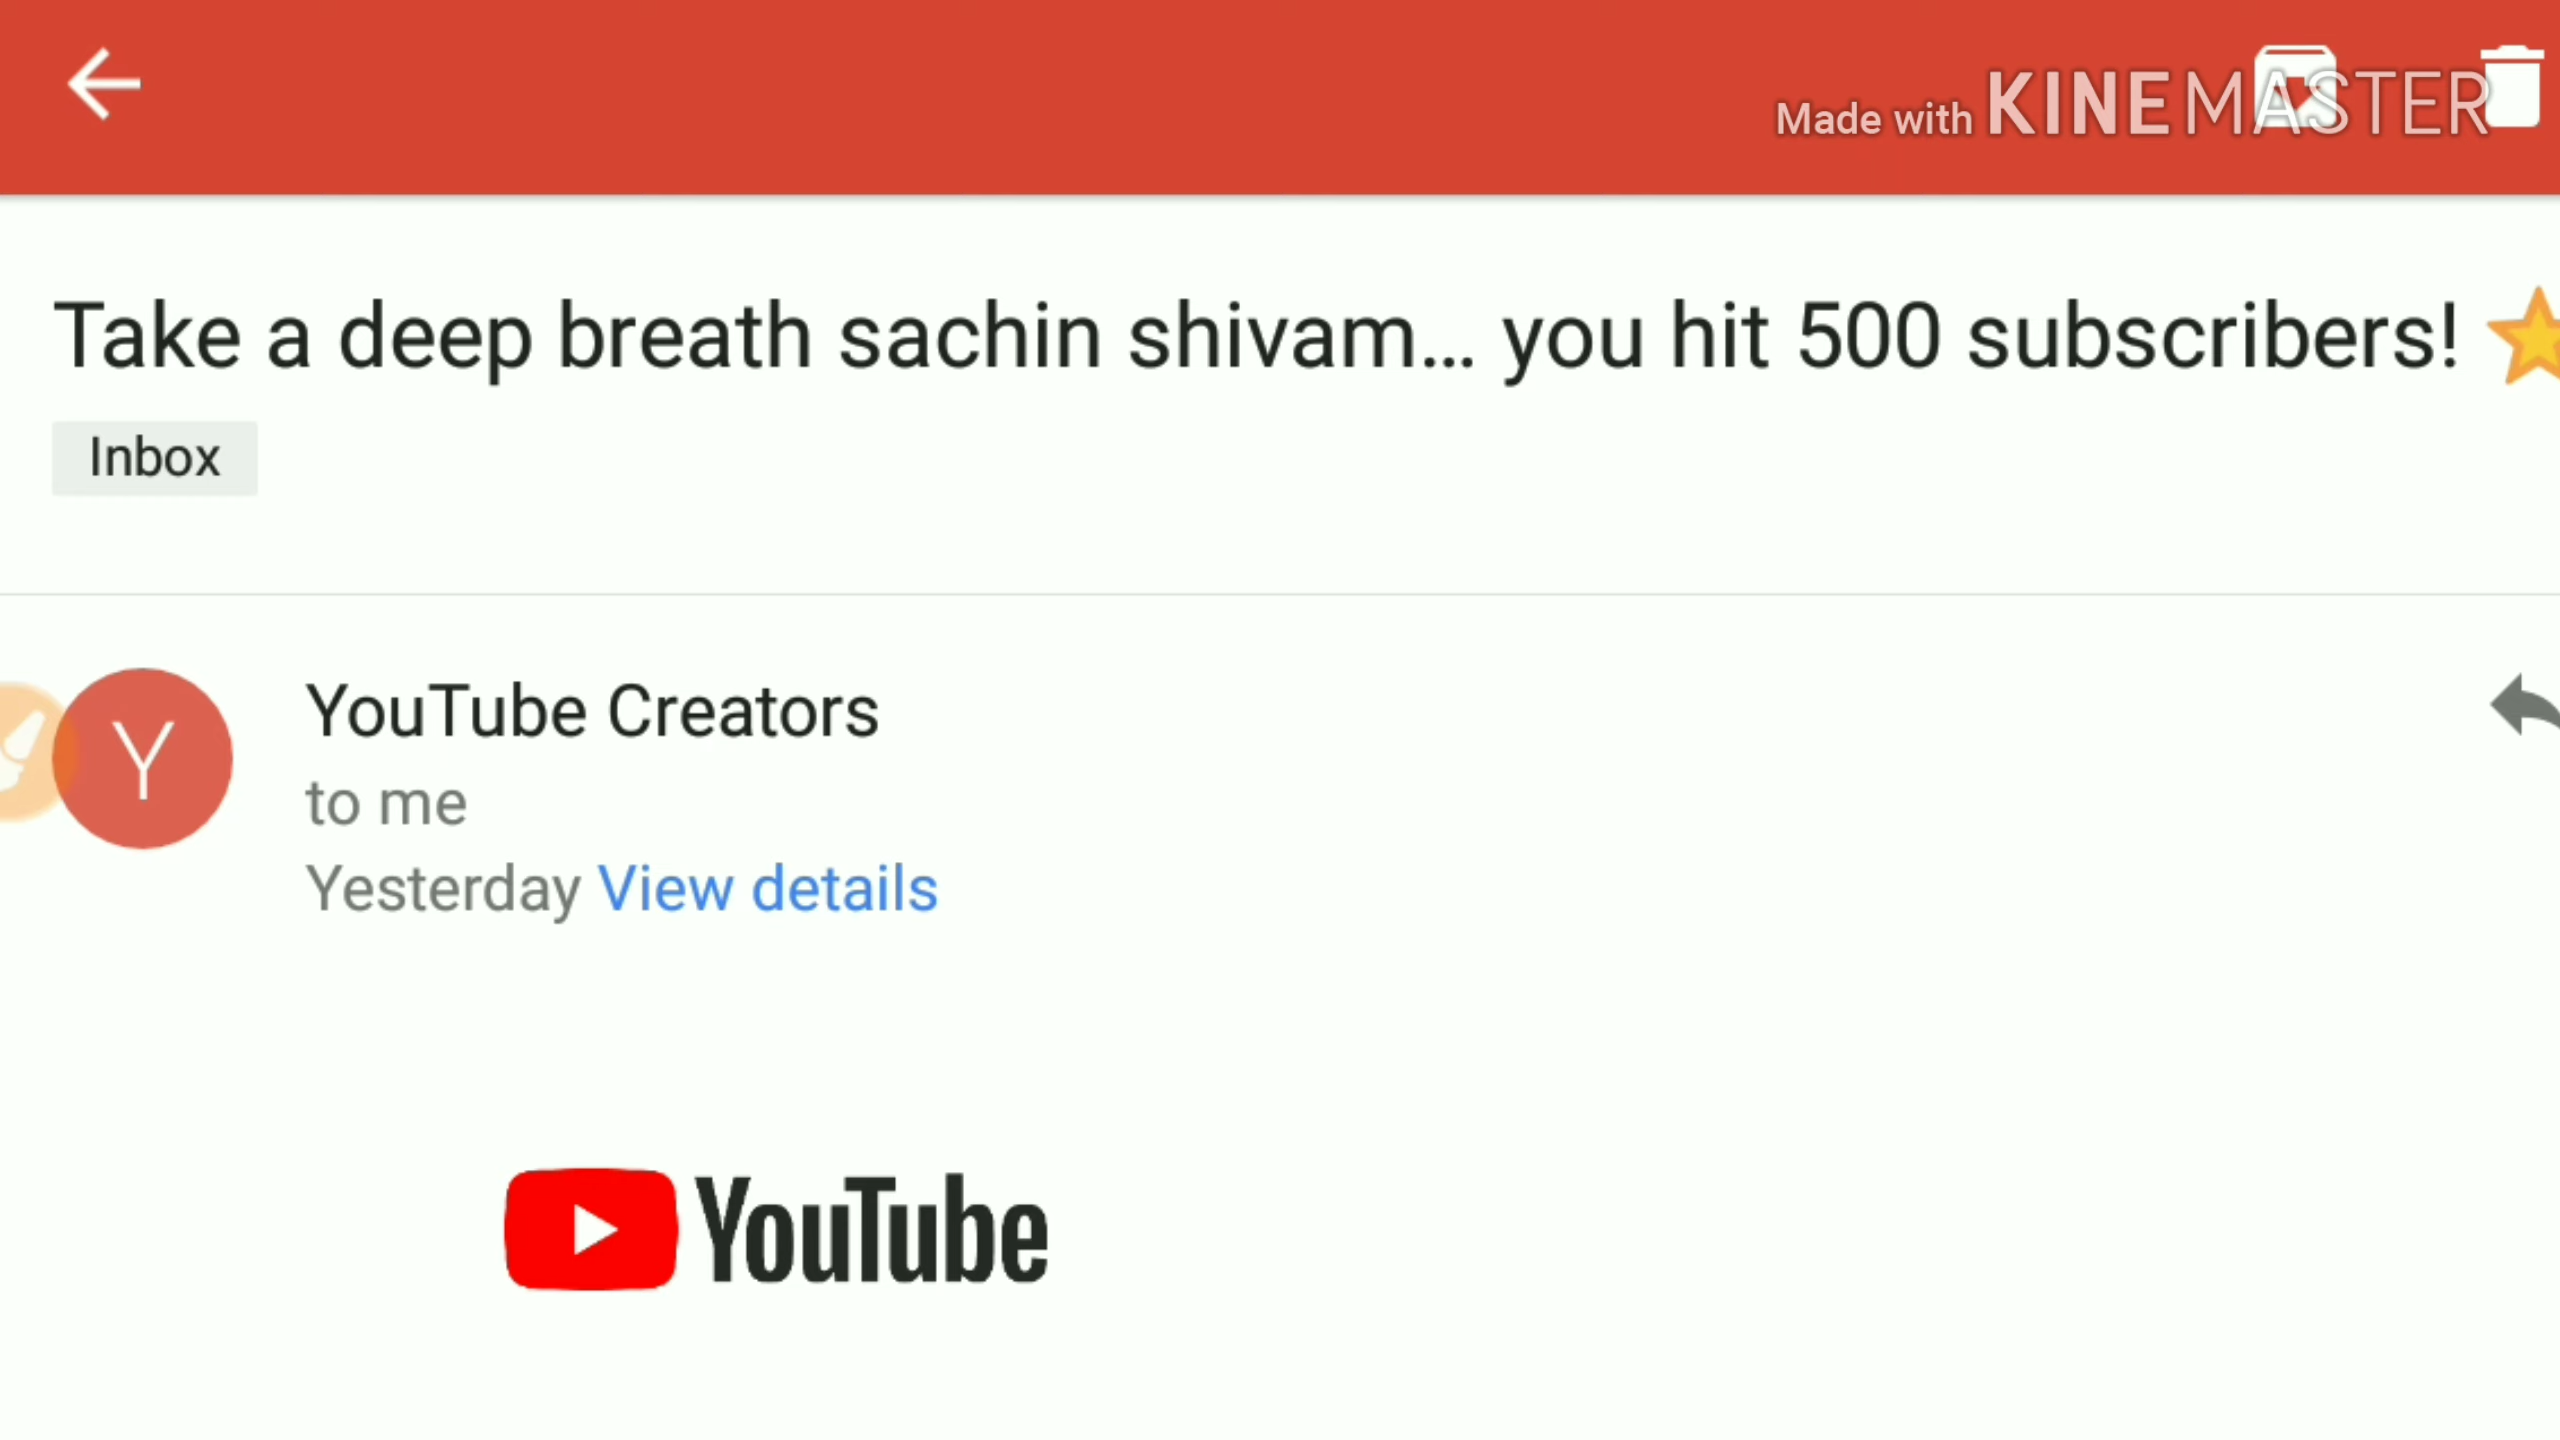 Made with KINEMASTER
Take a deep breath sachin shivam... you hit 500 subscribers!
Inbox
Y
YouTube Creators
to me
Yesterday View details
YouTube